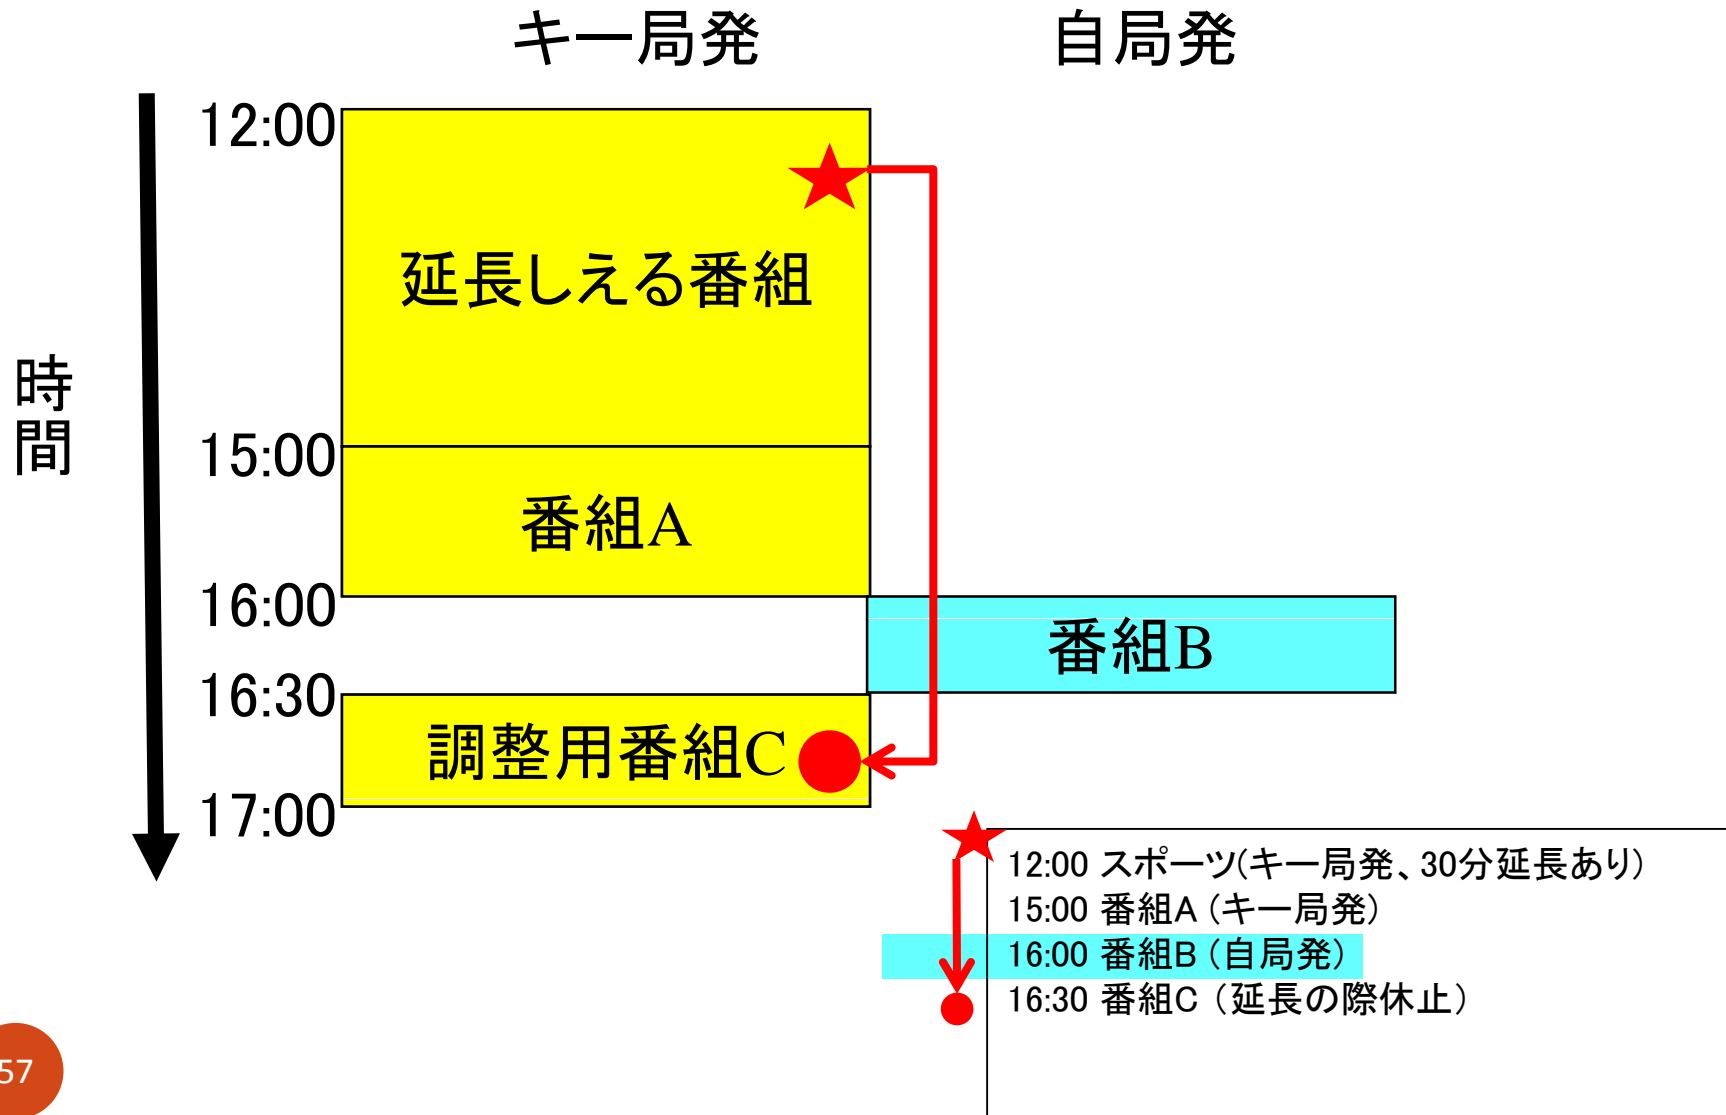 キー局発
自局発
時間
12:00
延長しえる番組
15:00
番組A
16:00
番組B
16:30
調整用番組C
17:00
12:00 スポーツ(キー局発、30分延長あり)
15:00 番組A (キー局発)
16:00 番組B (自局発)
16:30 番組C (延長の際休止)
57